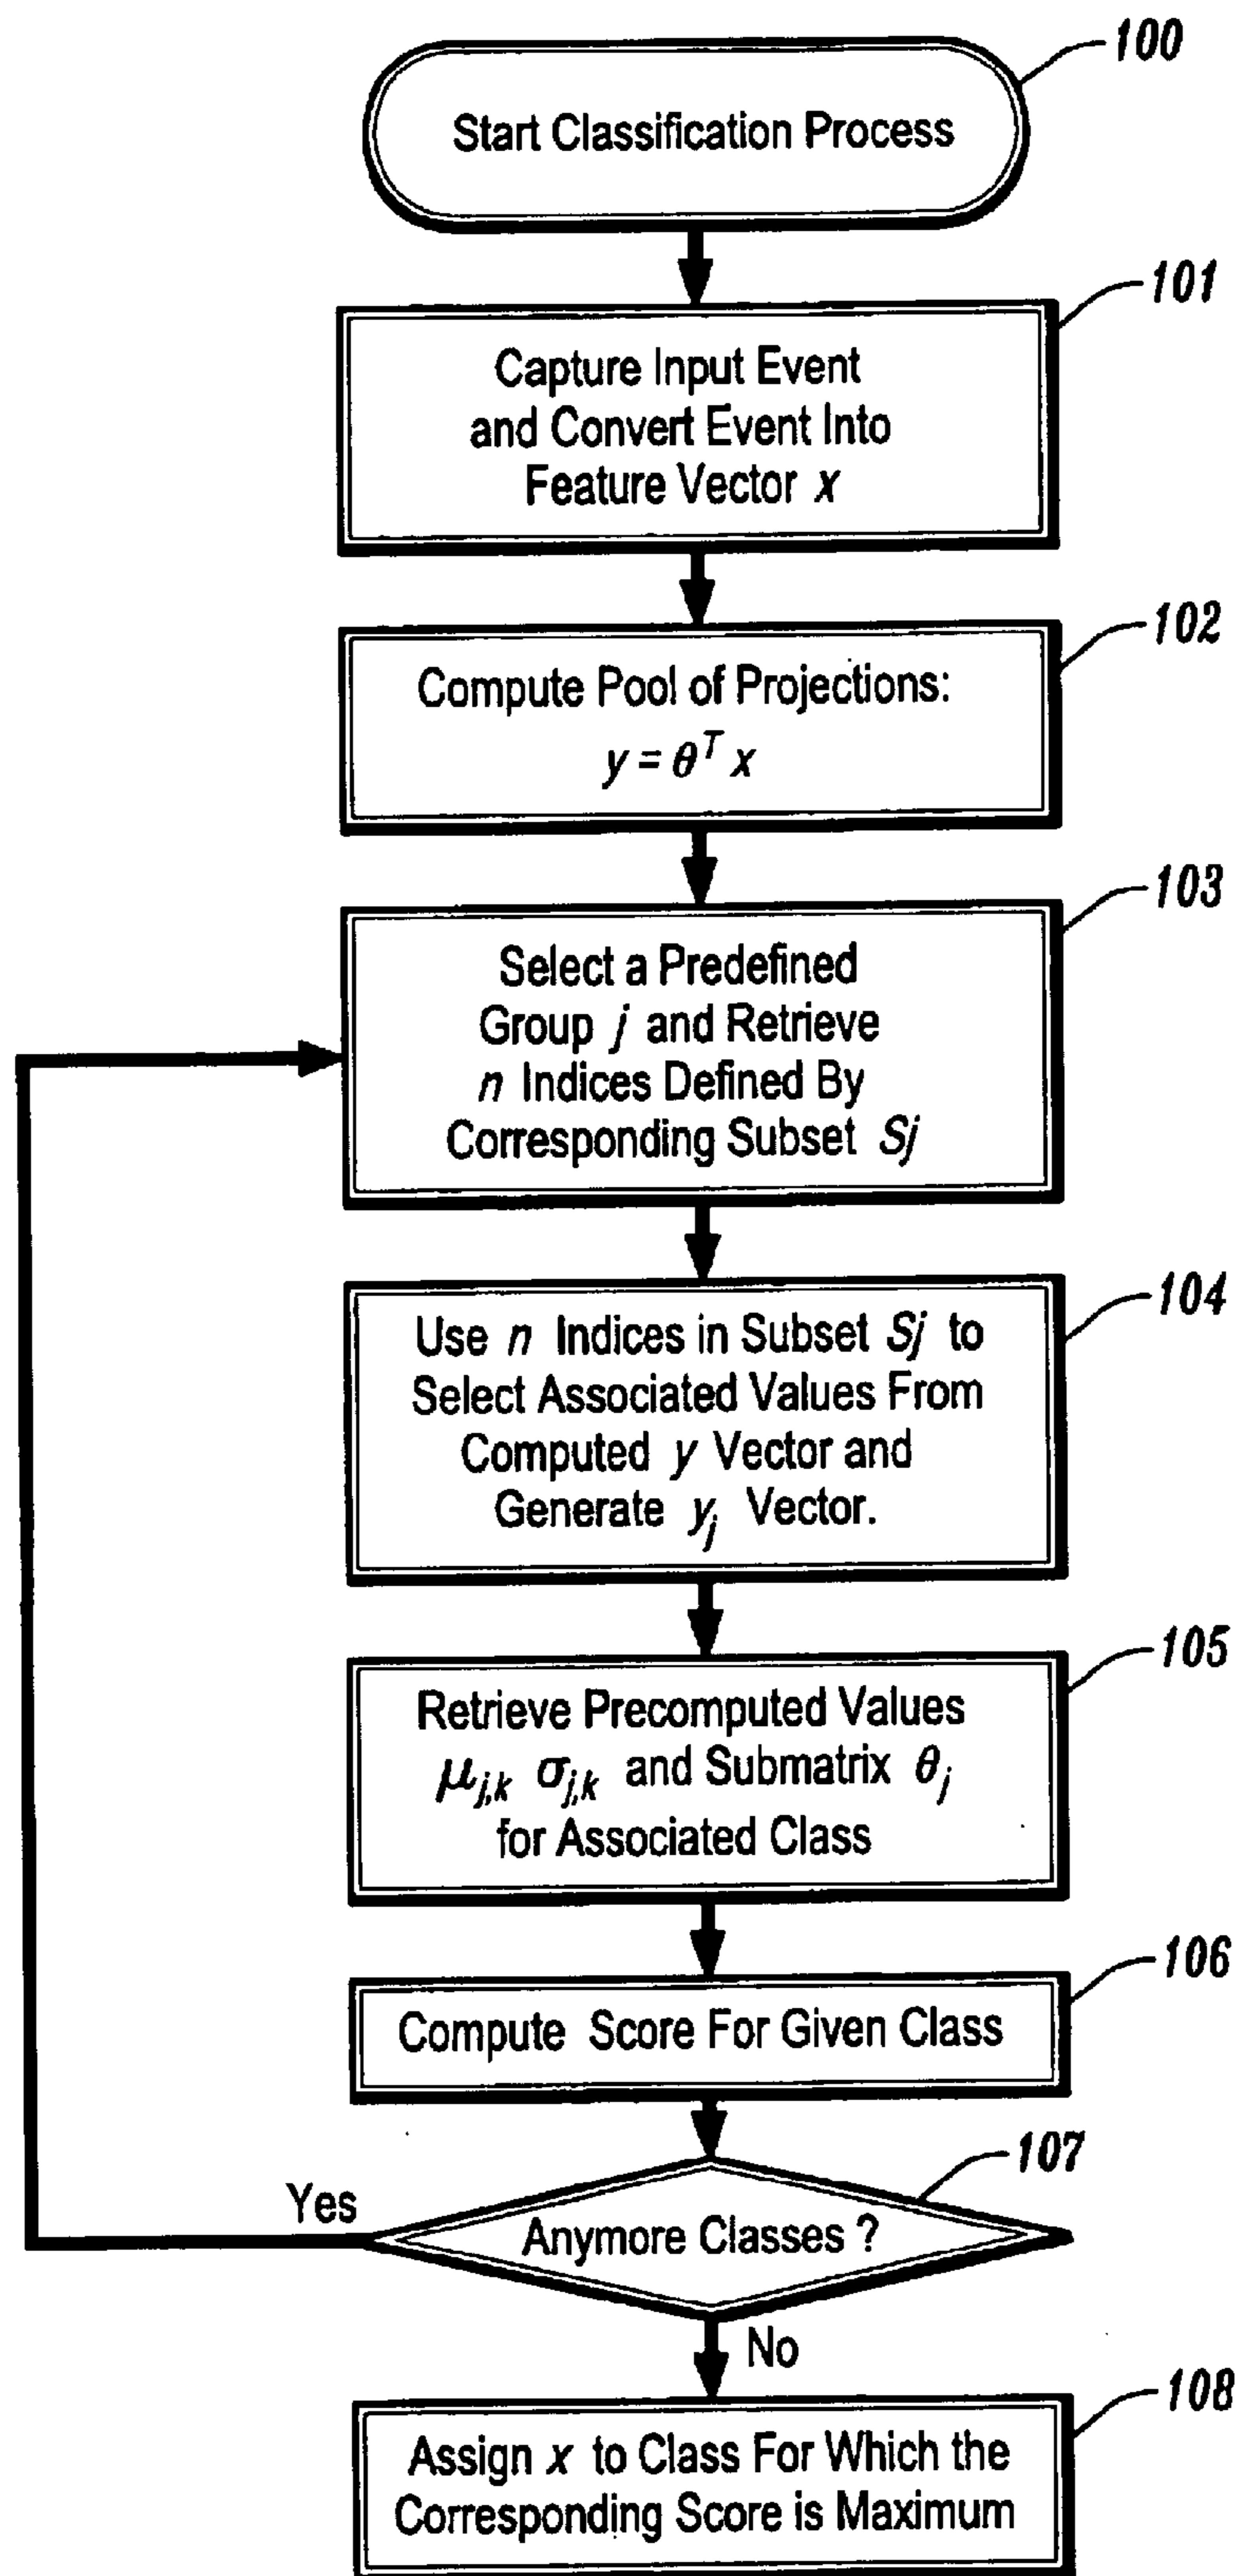 100
Start Classification Process
101
Capture Input Event
and Convert Event Into
Feature Vector x
102
Compute Pool of Projections:
y = θ^T x
103
Select a Predefined
Group j and Retrieve
n Indices Defined By
Corresponding Subset Sj
104
Use n Indices in Subset Sj to
Select Associated Values From
Computed y Vector and
Generate y_j Vector.
105
Retrieve Precomputed Values
μ_j,k σ_j,k and Submatrix θ_j
for Associated Class
106
Compute Score For Given Class
107
Anymore Classes ?
Yes
No
108
Assign x to Class For Which the
Corresponding Score is Maximum